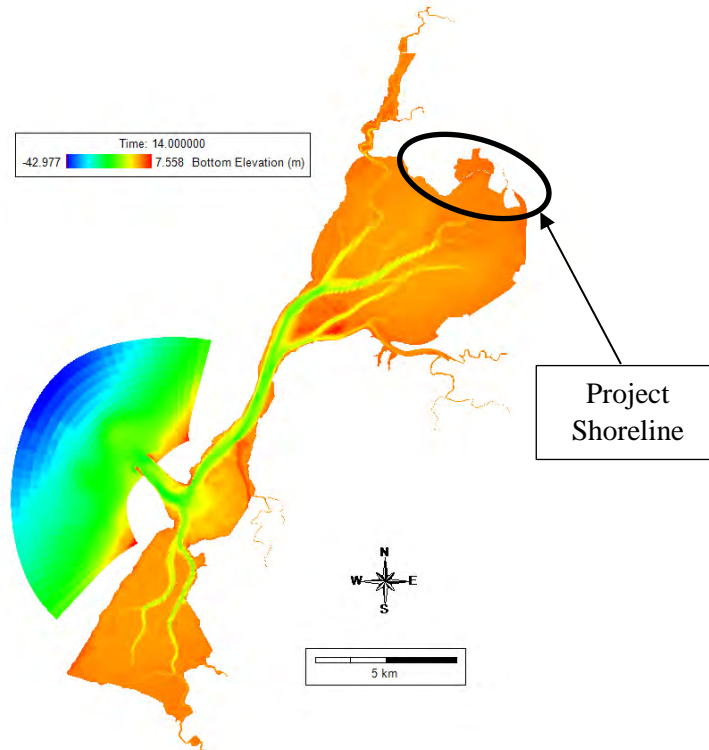 Time: 14.000000
-42.977 7.558 Bottom Elevation (m)
Project
Shoreline
N
W E
S
5 km